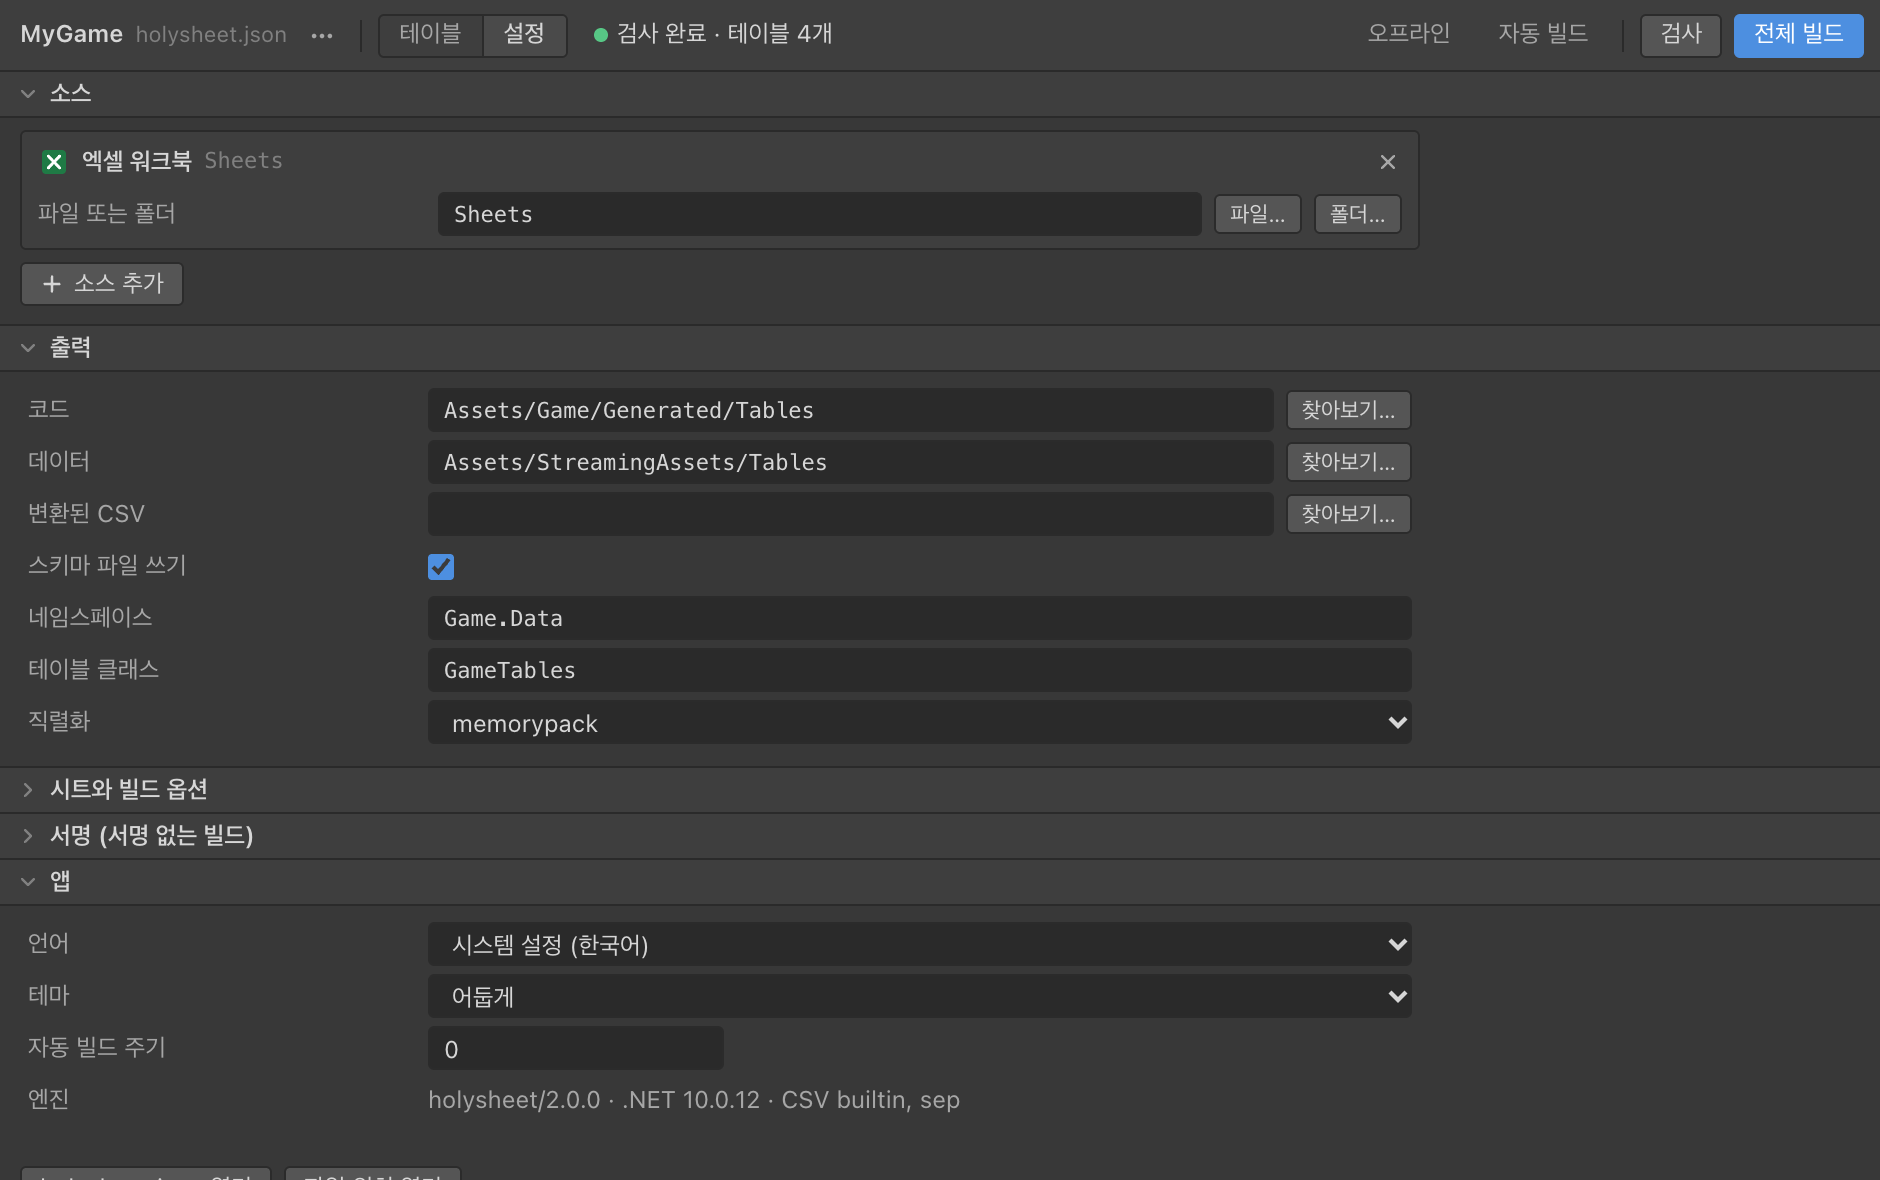 MyGame holysheet.json ••• 테이블 설정 검사 완료 · 테이블 4개 오프라인 자동 빌드 검사 전체 빌드
소스
엑셀 워크북 Sheets
파일 또는 폴더 Sheets 파일... 폴더...
소스 추가
출력
코드 Assets/Game/Generated/Tables 찾아보기...
데이터 Assets/StreamingAssets/Tables 찾아보기...
변환된 CSV 찾아보기...
스키마 파일 쓰기
네임스페이스 Game.Data
테이블 클래스 GameTables
직렬화 memorypack
시트와 빌드 옵션
서명 (서명 없는 빌드)
앱
언어 시스템 설정 (한국어)
테마 어둡게
자동 빌드 주기 0
엔진 holysheet/2.0.0 · .NET 10.0.12 · CSV builtin, sep